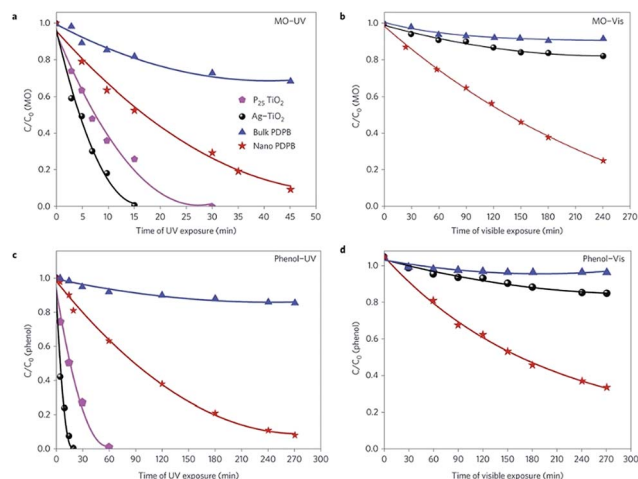 a
MO–UV
1.0
0.8
0.6
0.4
0.2
0.0
C/C₀ (MO)
P₂₅ TiO₂
Ag–TiO₂
Bulk PDPB
Nano PDPB
0 5 10 15 20 25 30 35 40 45 50
Time of UV exposure (min)
b
MO–Vis
1.0
0.8
0.6
0.4
0.2
0.0
C/C₀ (MO)
0 30 60 90 120 150 180 210 240 270
Time of visible exposure (min)
c
Phenol–UV
1.0
0.8
0.6
0.4
0.2
0.0
C/C₀ (phenol)
0 30 60 90 120 150 180 210 240 270 300
Time of UV exposure (min)
d
Phenol–Vis
1.0
0.8
0.6
0.4
0.2
0.0
C/C₀ (phenol)
0 30 60 90 120 150 180 210 240 270 300
Time of visible exposure (min)